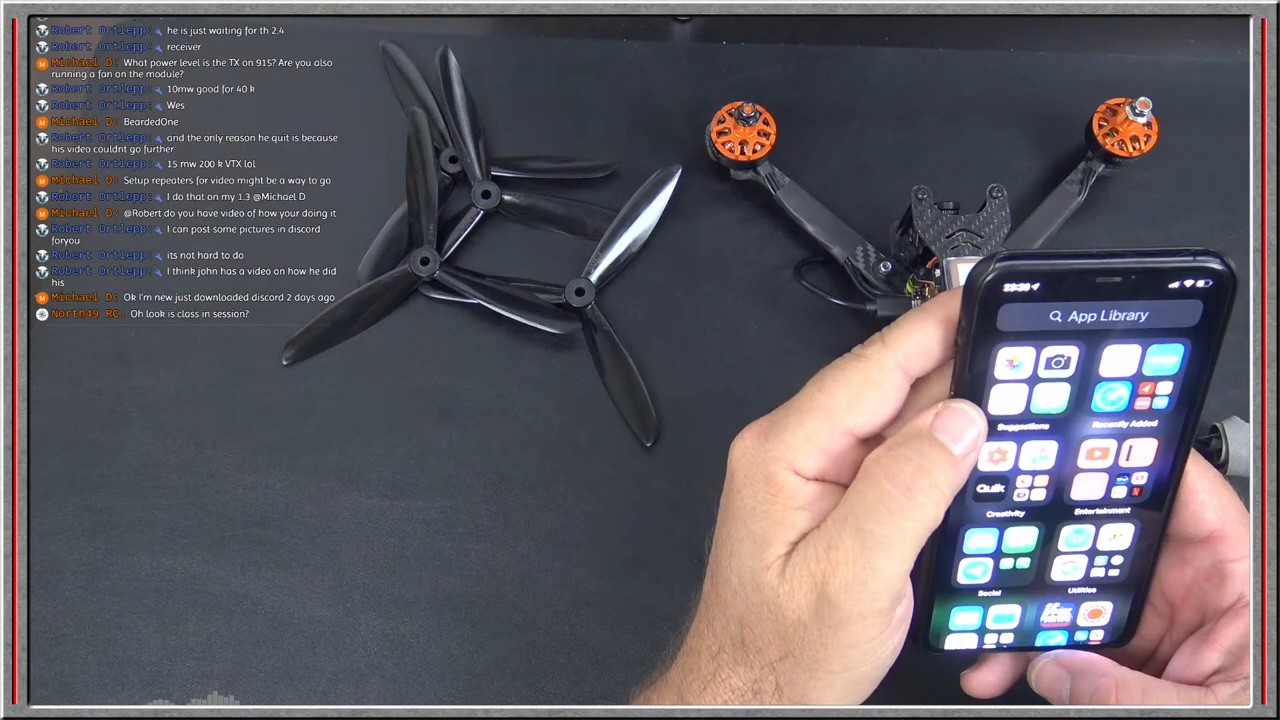 Robert Ortlepp: he is just waiting for th 2.4
Robert Ortlepp: receiver
Michael D: What power level is the TX on 915? Are you also
running a fan on the module?
Robert Ortlepp: 10mw good for 40 k
Robert Ortlepp: Wes
Michael D: BeardedOne
Robert Ortlepp: and the only reason he quit is because
his video couldnt go further
Robert Ortlepp: 15 mw 200 k VTX lol
Michael D: Setup repeaters for video might be a way to go
Robert Ortlepp: I do that on my 1.3 @Michael D
Michael D: @Robert do you have video of how your doing it
Robert Ortlepp: I can post some pictures in discord
foryou
Robert Ortlepp: its not hard to do
Robert Ortlepp: I think john has a video on how he did
his
Michael D: Ok I'm new just downloaded discord 2 days ago
North49 RC: Oh look is class in session?
App Library
Suggestions
Recently Added
Quik
Creativity
Entertainment
Social
Utilities